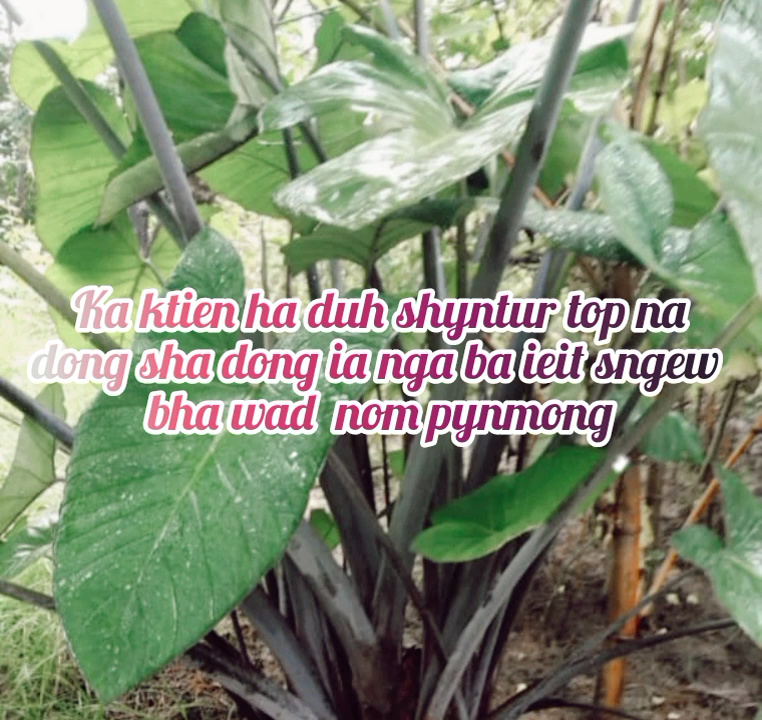 Ka ktien ha duh shyntur top na
dong sha dong ia nga ba ieit sngew
bha wad nom pynmong